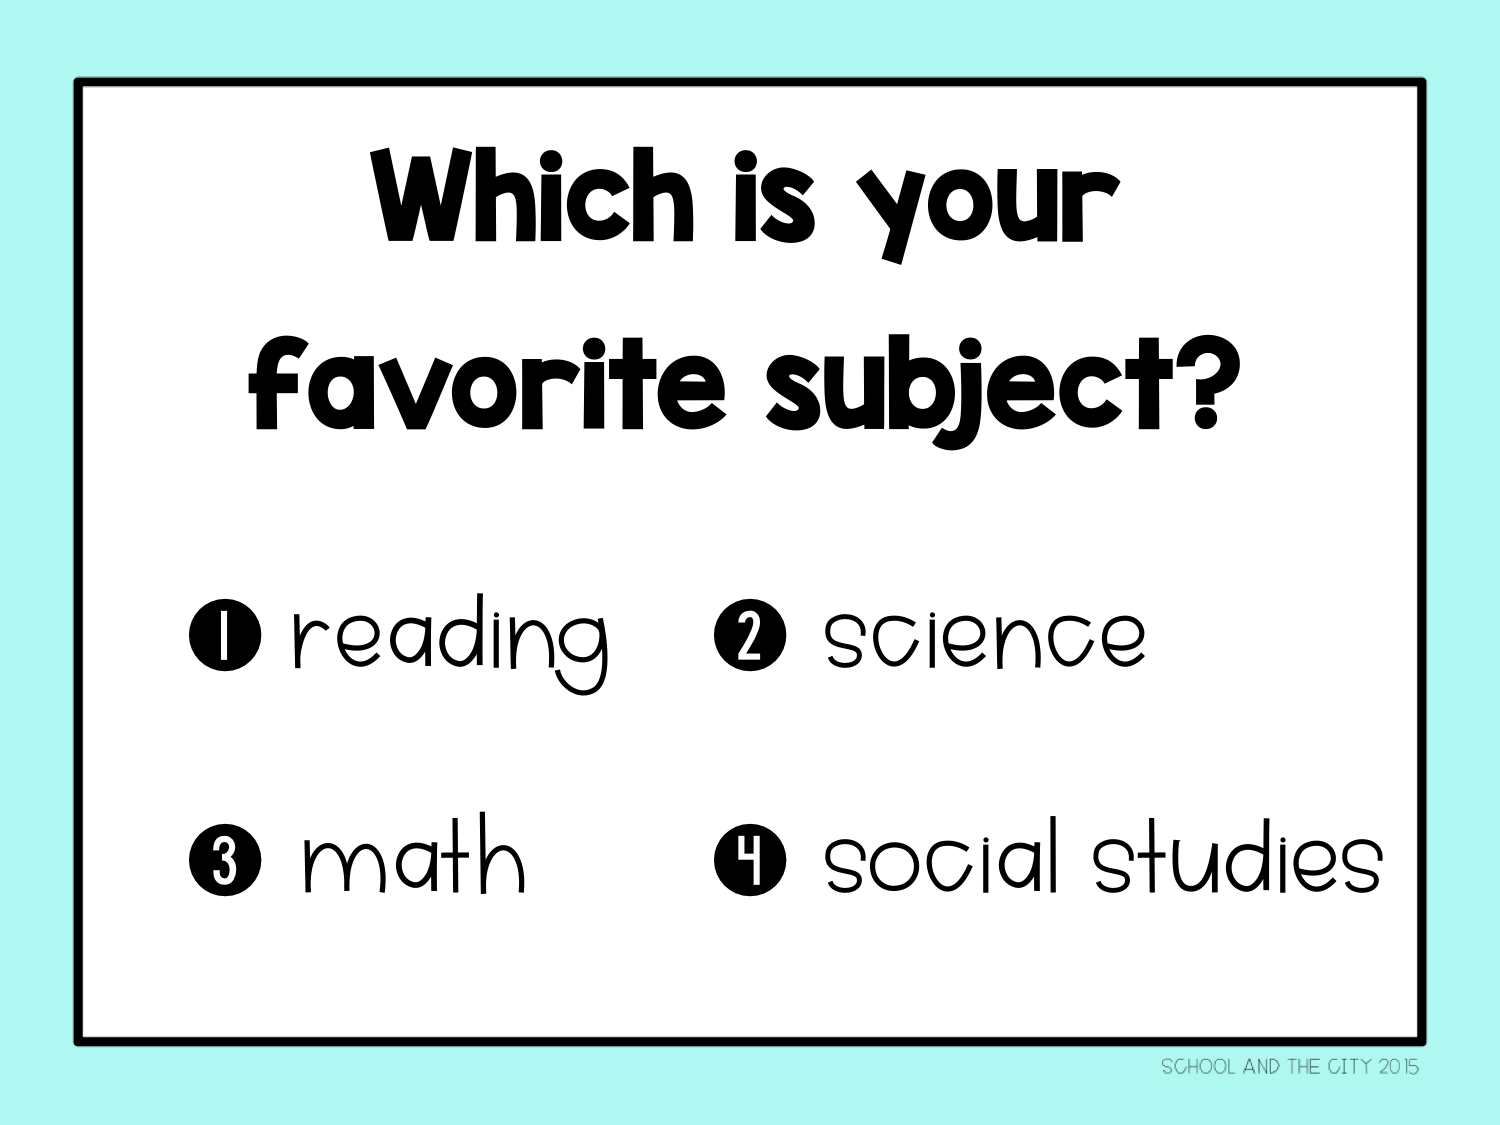 Which is your
favorite subject?
1 reading 2 science
3 math 4 social studies
SCHOOL AND THE CITY 2015